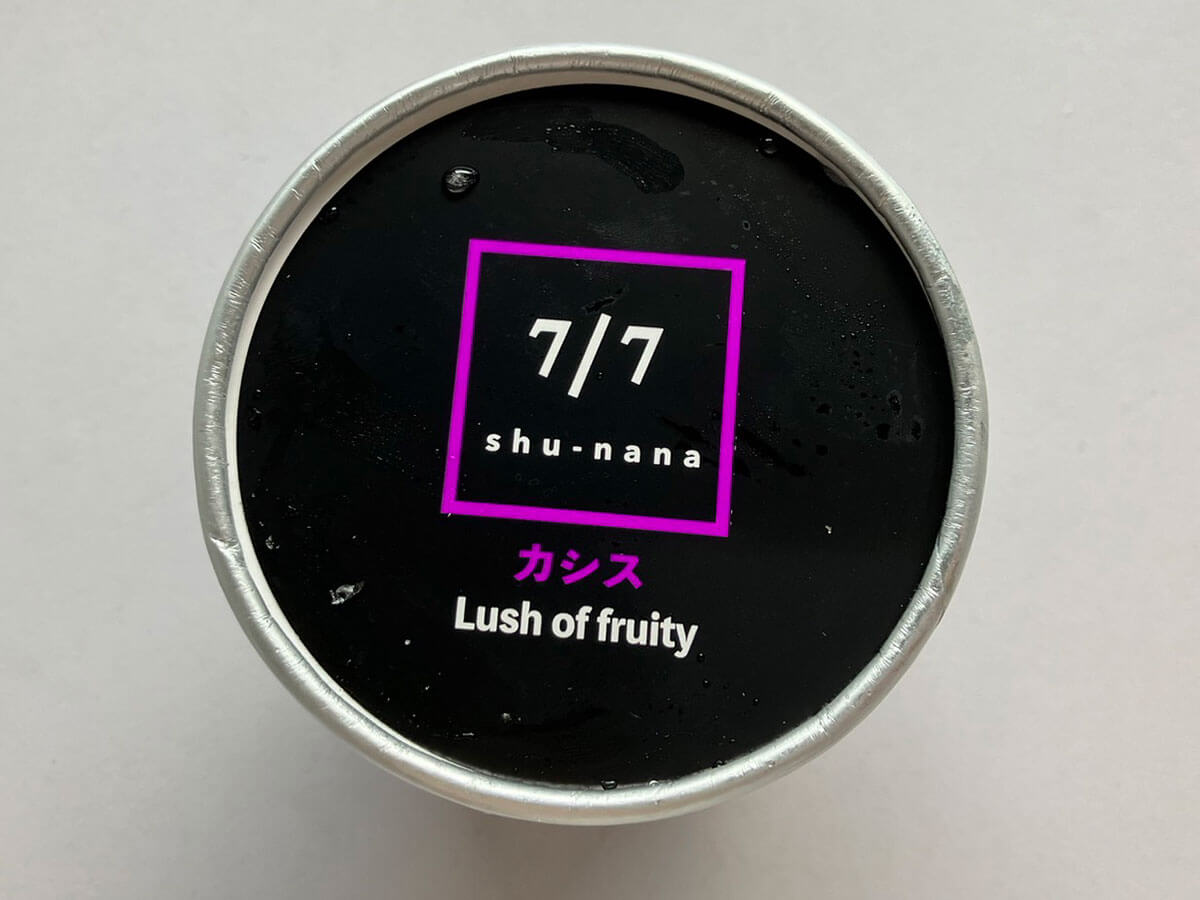 7/7
shu-nana
カシス
Lush of fruity